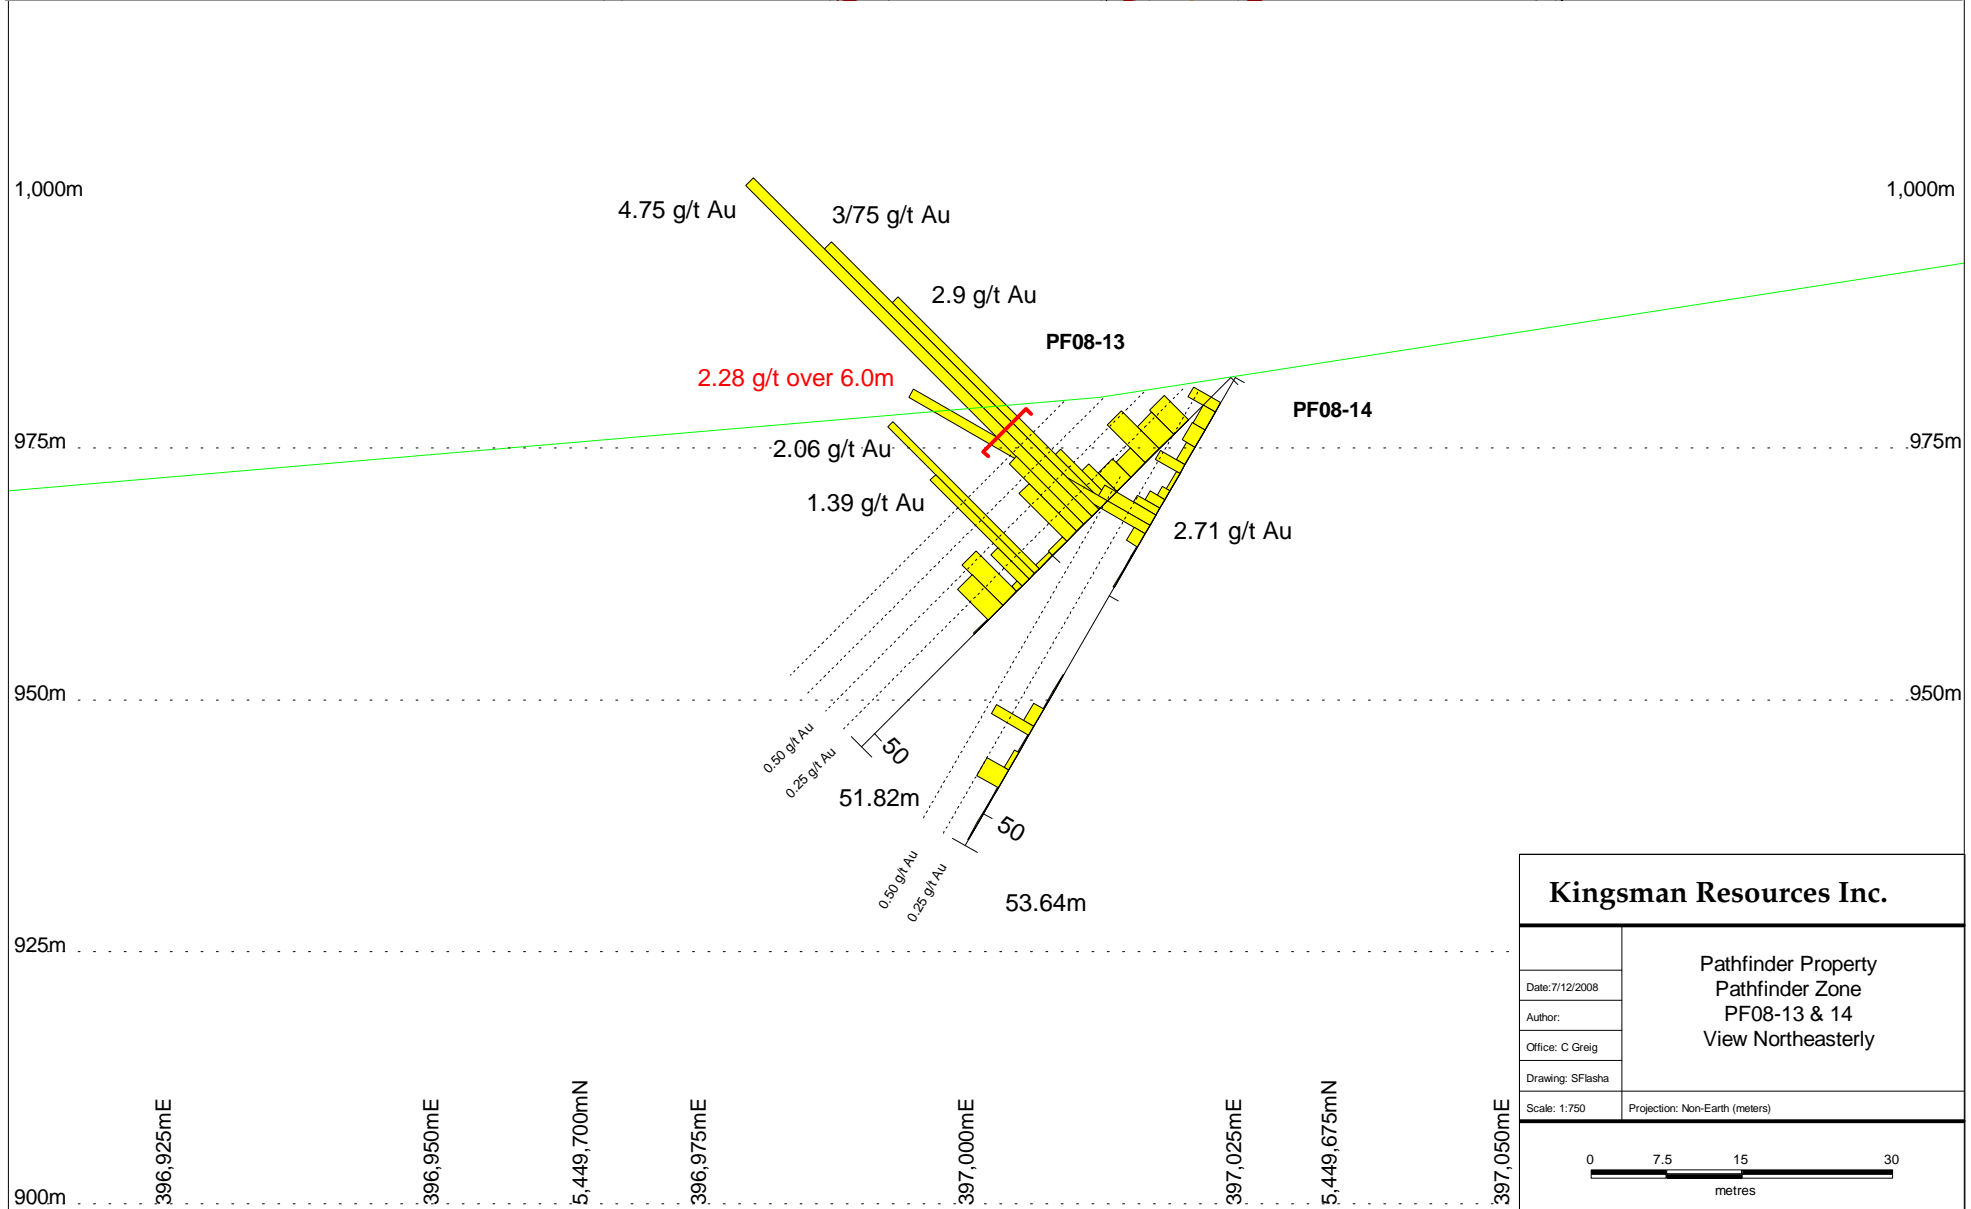 1,000m
1,000m
4.75 g/t Au
3/75 g/t Au
2.9 g/t Au
PF08-13
2.28 g/t over 6.0m
PF08-14
975m
975m
2.06 g/t Au
1.39 g/t Au
2.71 g/t Au
950m
950m
0.50 g/t Au
0.25 g/t Au
50
51.82m
50
0.50 g/t Au
0.25 g/t Au
53.64m
925m
900m
396,925mE
396,950mE
5,449,700mN
396,975mE
397,000mE
397,025mE
5,449,675mN
397,050mE
Kingsman Resources Inc.
Pathfinder Property
Pathfinder Zone
PF08-13 & 14
View Northeasterly
Date:7/12/2008
Author:
Office: C Greig
Drawing: SFlasha
Scale: 1:750
Projection: Non-Earth (meters)
0 7.5 15 30
metres